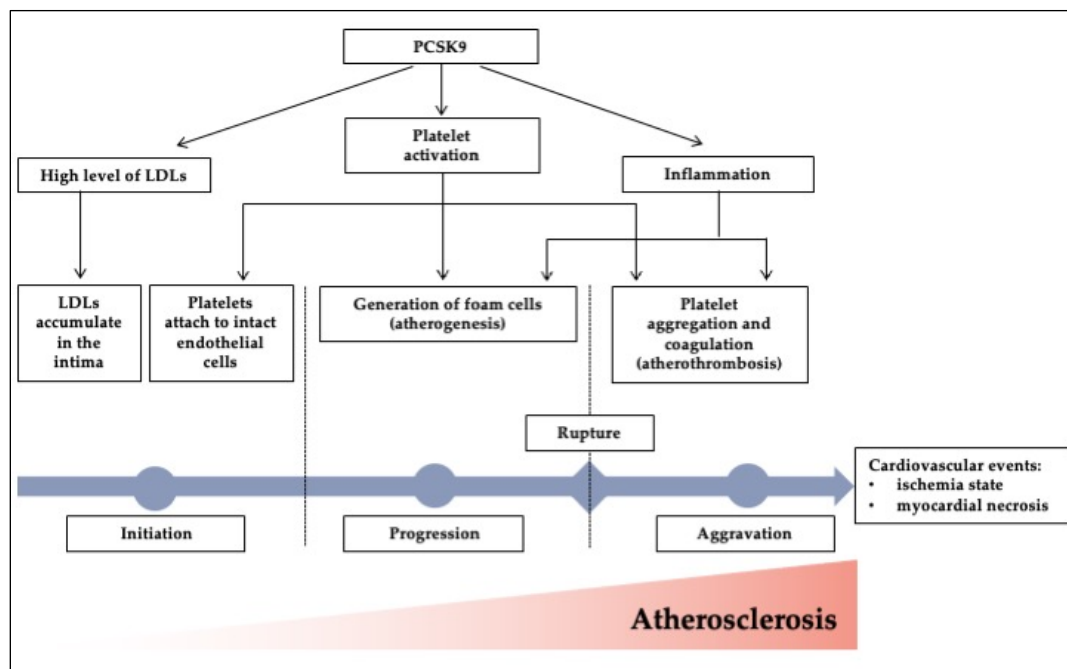 PCSK9
Platelet
activation
High level of LDLs
Inflammation
LDLs
accumulate
in the
intima
Platelets
attach to intact
endothelial
cells
Generation of foam cells
(atherogenesis)
Platelet
aggregation and
coagulation
(atherothrombosis)
Rupture
Cardiovascular events:
• ischemia state
• myocardial necrosis
Initiation
Progression
Aggravation
Atherosclerosis